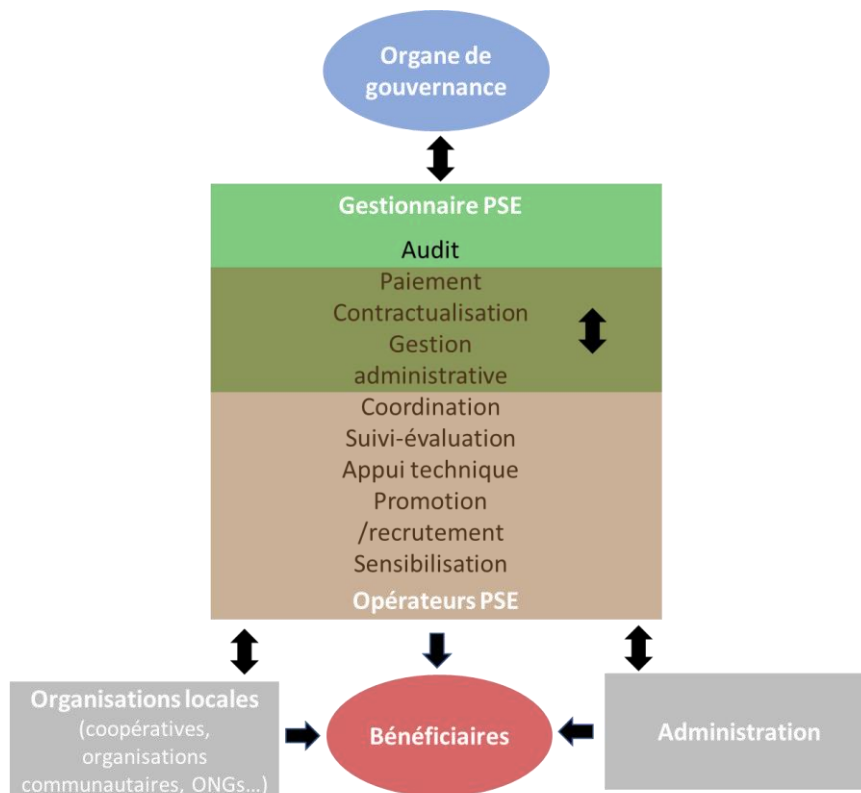 Organe de
gouvernance
Gestionnaire PSE
Audit
Paiement
Contractualisation
Gestion
administrative
Coordination
Suivi-évaluation
Appui technique
Promotion
/recrutement
Sensibilisation
Opérateurs PSE
Organisations locales
(coopératives,
organisations
communautaires, ONGs...)
Bénéficiaires
Administration